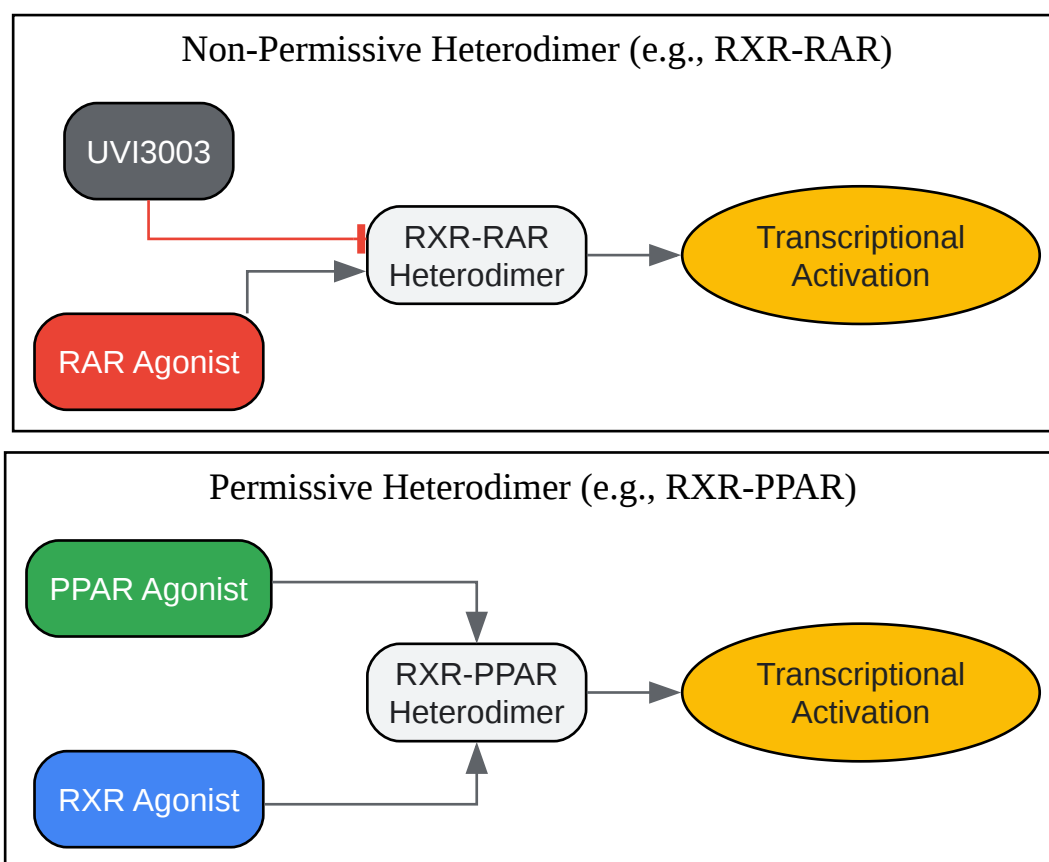 Non-Permissive Heterodimer (e.g., RXR-RAR)
UVI3003
RXR-RAR
Heterodimer
Transcriptional
Activation
RAR Agonist
Permissive Heterodimer (e.g., RXR-PPAR)
PPAR Agonist
RXR-PPAR
Heterodimer
Transcriptional
Activation
RXR Agonist